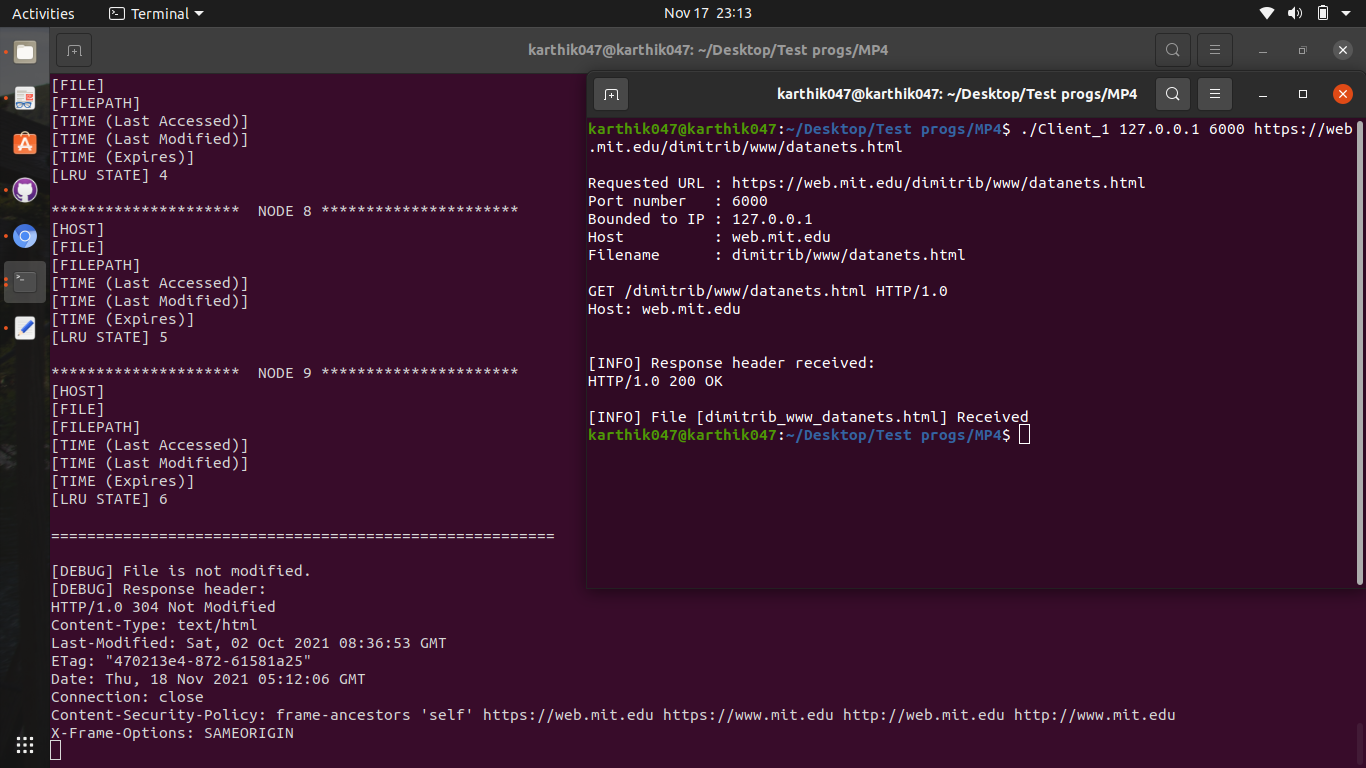 Activities Terminal Nov 17 23:13
karthik047@karthik047: ~/Desktop/Test progs/MP4
[FILE]
[FILEPATH]
[TIME (Last Accessed)]
[TIME (Last Modified)]
[TIME (Expires)]
[LRU STATE] 4
********************* NODE 8 **********************
[HOST]
[FILE]
[FILEPATH]
[TIME (Last Accessed)]
[TIME (Last Modified)]
[TIME (Expires)]
[LRU STATE] 5
********************* NODE 9 **********************
[HOST]
[FILE]
[FILEPATH]
[TIME (Last Accessed)]
[TIME (Last Modified)]
[TIME (Expires)]
[LRU STATE] 6
========================================================
[DEBUG] File is not modified.
[DEBUG] Response header:
HTTP/1.0 304 Not Modified
Content-Type: text/html
Last-Modified: Sat, 02 Oct 2021 08:36:53 GMT
ETag: "470213e4-872-61581a25"
Date: Thu, 18 Nov 2021 05:12:06 GMT
Connection: close
Content-Security-Policy: frame-ancestors 'self' https://web.mit.edu https://www.mit.edu http://web.mit.edu http://www.mit.edu
X-Frame-Options: SAMEORIGIN
karthik047@karthik047: ~/Desktop/Test progs/MP4
karthik047@karthik047:~/Desktop/Test progs/MP4$ ./Client_1 127.0.0.1 6000 https://web
.mit.edu/dimitrib/www/datanets.html
Requested URL : https://web.mit.edu/dimitrib/www/datanets.html
Port number : 6000
Bounded to IP : 127.0.0.1
Host : web.mit.edu
Filename : dimitrib/www/datanets.html
GET /dimitrib/www/datanets.html HTTP/1.0
Host: web.mit.edu
[INFO] Response header received:
HTTP/1.0 200 OK
[INFO] File [dimitrib_www_datanets.html] Received
karthik047@karthik047:~/Desktop/Test progs/MP4$